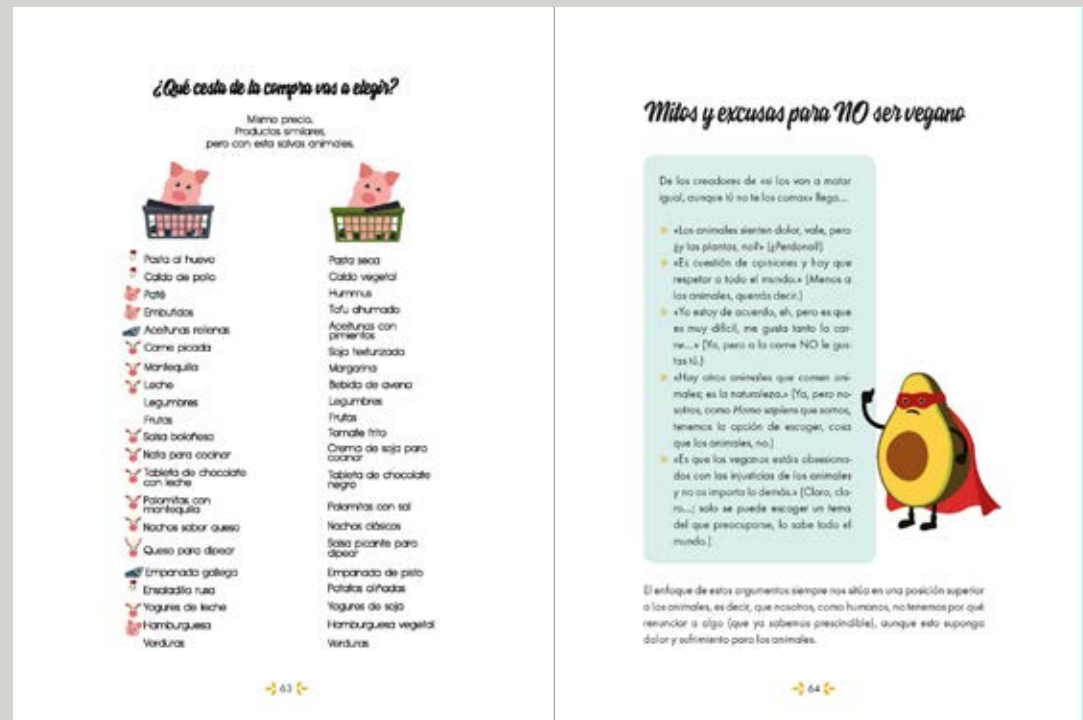 ¿Qué cesta de la compra vas a elegir?
Mismo precio.
Productos similares,
pero con esta salvas animales.
Pasta al huevo
Caldo de pollo
Paté
Embutidos
Aceitunas rellenas
Carne picada
Mantequilla
Leche
Legumbres
Frutas
Salsa boloñesa
Nata para cocinar
Tableta de chocolate
con leche
Palomitas con
mantequilla
Nachos sabor queso
Queso para dipear
Empanada gallega
Ensaladilla rusa
Yogures de leche
Hamburguesa
Verduras
Pasta seca
Caldo vegetal
Hummus
Tofu ahumado
Aceitunas con
pimientos
Soja texturizada
Margarina
Bebida de avena
Legumbres
Frutas
Tomate frito
Crema de soja para
cocinar
Tableta de chocolate
negro
Palomitas con sal
Nachos clásicos
Salsa picante para
dipear
Empanada de pisto
Patatas aliñadas
Yogures de soja
Hamburguesa vegetal
Verduras
63
Mitos y excusas para NO ser vegano
De los creadores de «si los van a matar
igual, aunque tú no te los comas» llega...
«Los animales sienten dolor, vale, pero
¿y las plantas, no?» (¿Perdona?)
«Es cuestión de opiniones y hay que
respetar a todo el mundo.» (Menos a
los animales, querrás decir.)
«Yo estoy de acuerdo, eh, pero es que
es muy difícil, me gusta tanto la car-
ne...» (Ya, pero a la carne NO le gus-
tas tú.)
«Hay otros animales que comen ani-
males; es la naturaleza.» (Ya, pero no-
sotros, como Homo sapiens que somos,
tenemos la opción de escoger, cosa
que los animales, no.)
«Es que los veganos estáis obsesiona-
dos con las injusticias de los animales
y no os importa lo demás.» (Claro, cla-
ro...; solo se puede escoger un tema
del que preocuparse, lo sabe todo el
mundo.)
El enfoque de estos argumentos siempre nos sitúa en una posición superior
a los animales, es decir, que nosotros, como humanos, no tenemos por qué
renunciar a algo (que ya sabemos prescindible), aunque esto suponga
dolor y sufrimiento para los animales.
64